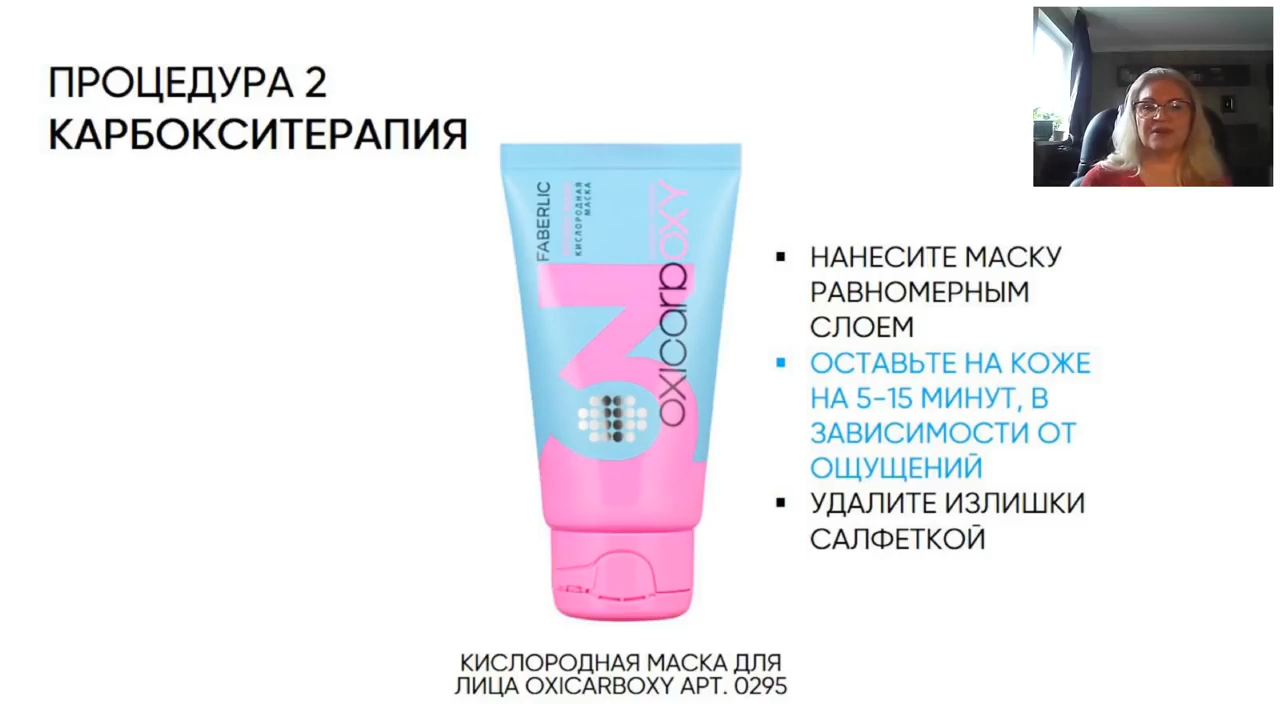 ПРОЦЕДУРА 2
КАРБОКСИТЕРАПИЯ
FABERLIC
КИСЛОРОДНАЯ
МАСКА
3
OXICARBOXY
НАНЕСИТЕ МАСКУ
РАВНОМЕРНЫМ
СЛОЕМ
ОСТАВЬТЕ НА КОЖЕ
НА 5-15 МИНУТ, В
ЗАВИСИМОСТИ ОТ
ОЩУЩЕНИЙ
УДАЛИТЕ ИЗЛИШКИ
САЛФЕТКОЙ
КИСЛОРОДНАЯ МАСКА ДЛЯ
ЛИЦА OXICARBOXY АРТ. 0295